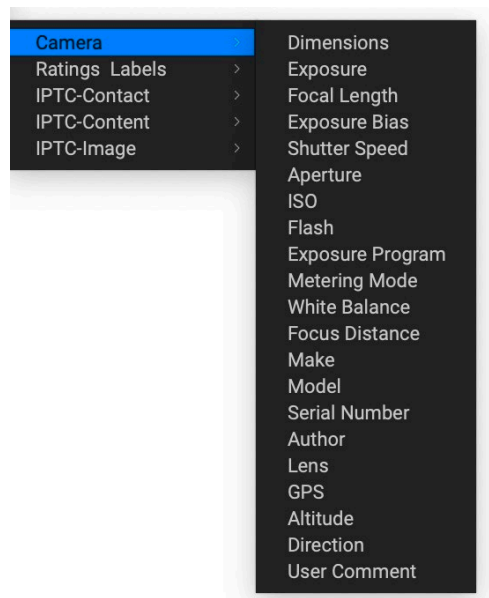 Camera
Ratings Labels
IPTC-Contact
IPTC-Content
IPTC-Image
Dimensions
Exposure
Focal Length
Exposure Bias
Shutter Speed
Aperture
ISO
Flash
Exposure Program
Metering Mode
White Balance
Focus Distance
Make
Model
Serial Number
Author
Lens
GPS
Altitude
Direction
User Comment